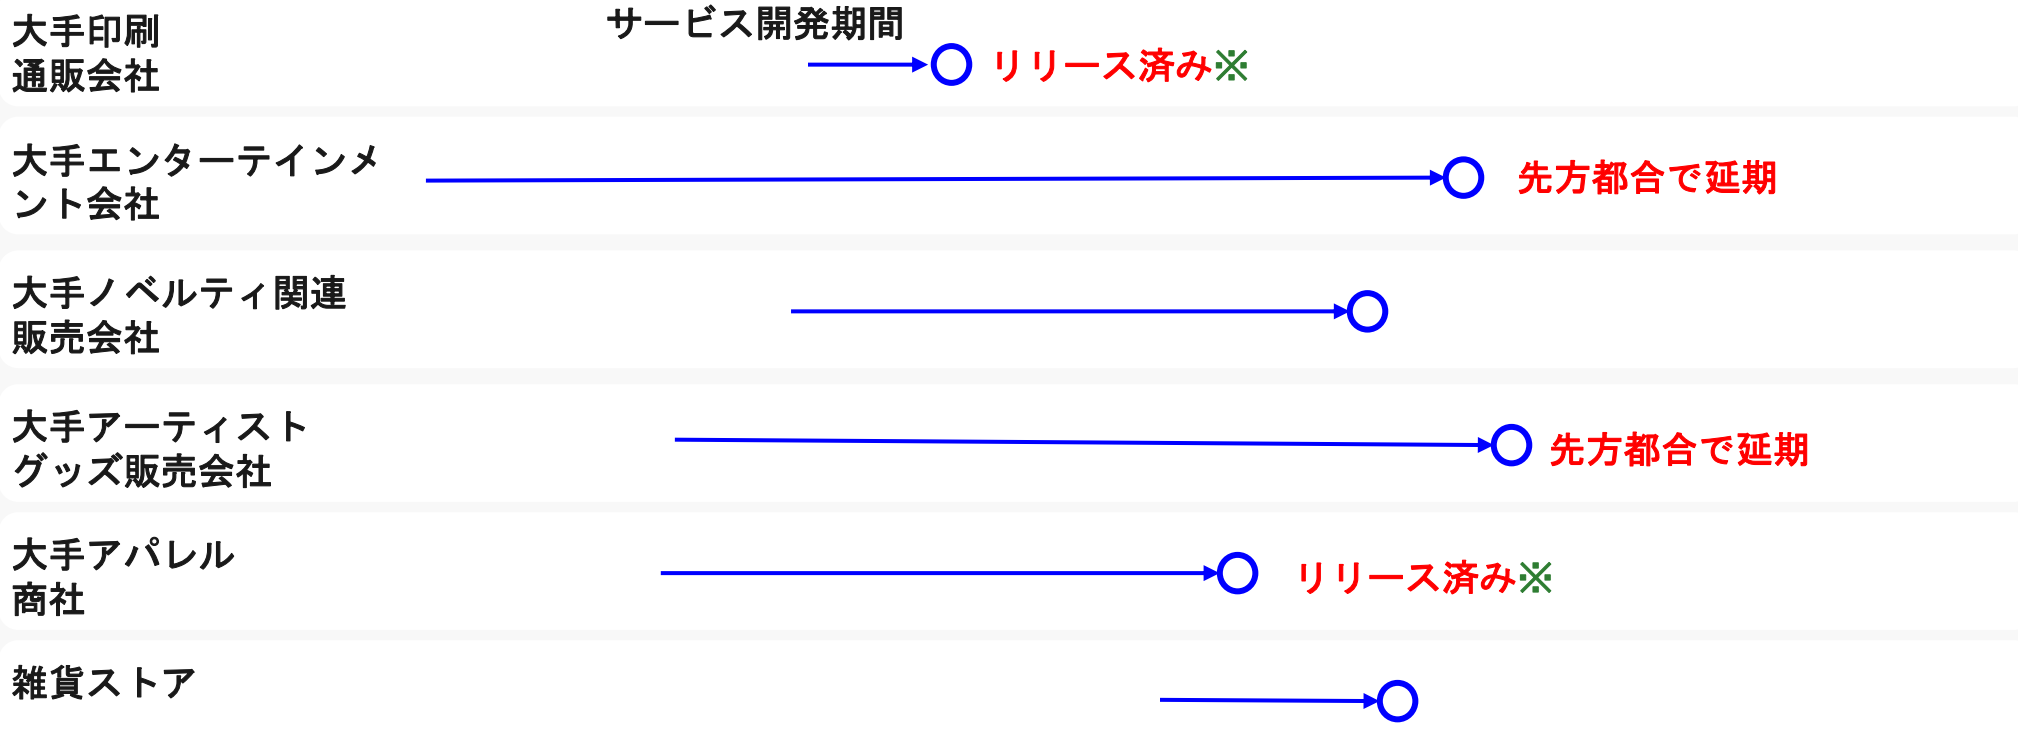 サービス開発期間
大手印刷
通販会社
リリース済み※
大手エンターテインメ
ント会社
先方都合で延期
大手ノベルティ関連
販売会社
大手アーティスト
グッズ販売会社
先方都合で延期
大手アパレル
商社
リリース済み※
雑貨ストア